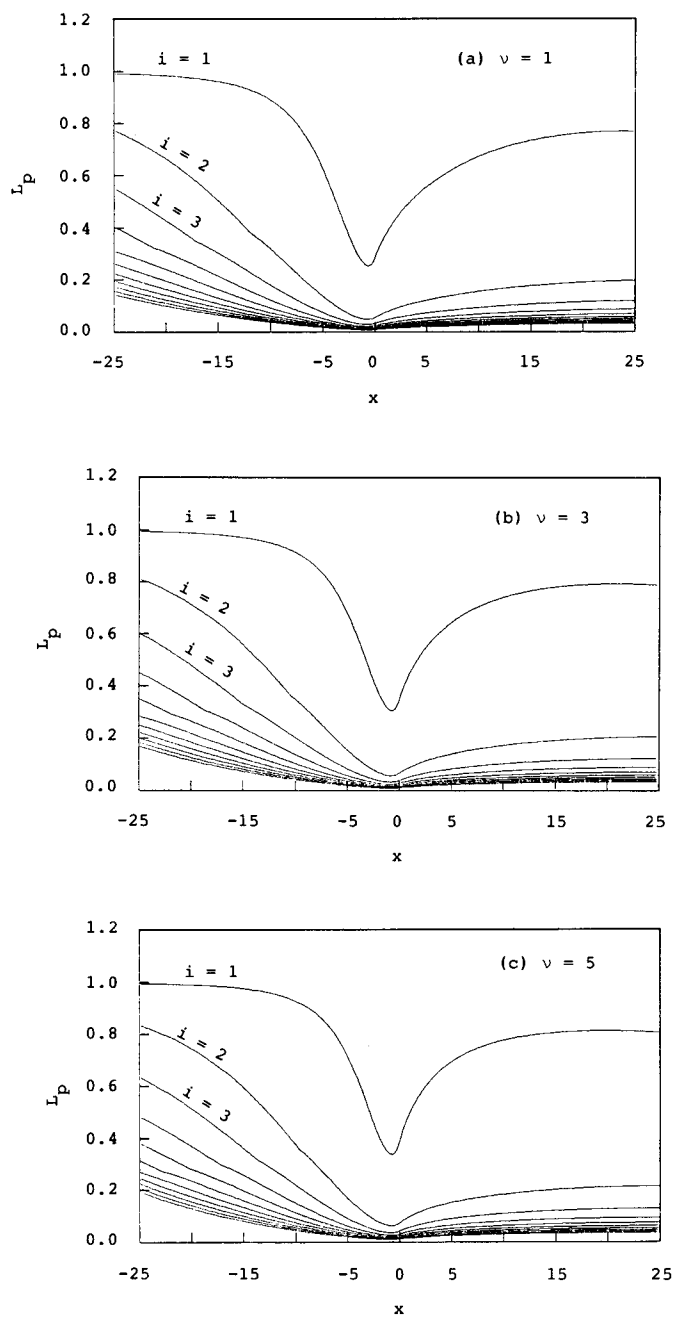 1.2
i = 1
(a) ν = 1
1.0
0.8
i = 2
L_p
0.6
i = 3
0.4
0.2
0.0
-25 -15 -5 0 5 15 25
x
1.2
i = 1
(b) ν = 3
1.0
0.8
i = 2
L_p
0.6
i = 3
0.4
0.2
0.0
-25 -15 -5 0 5 15 25
x
1.2
i = 1
(c) ν = 5
1.0
0.8
i = 2
L_p
0.6
i = 3
0.4
0.2
0.0
-25 -15 -5 0 5 15 25
x